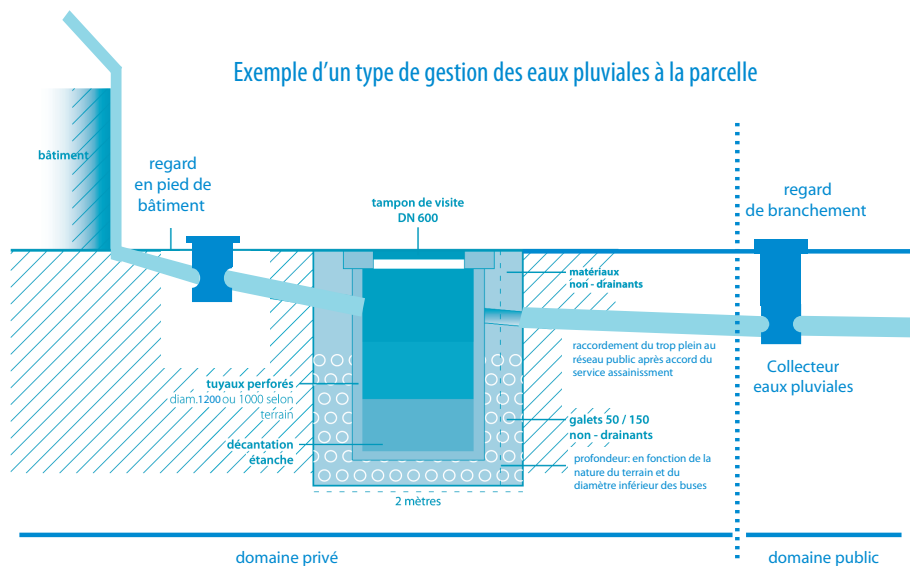 Exemple d'un type de gestion des eaux pluviales à la parcelle
bâtiment
regard
en pied de
bâtiment
tampon de visite
DN 600
regard
de branchement
matériaux
non - drainants
raccordement du trop plein au
réseau public après accord du
service assainissment
Collecteur
eaux pluviales
tuyaux perforés
diam.1200 ou 1000 selon
terrain
galets 50 / 150
non - drainants
décantation
étanche
profondeur: en fonction de la
nature du terrain et du
diamètre inférieur des buses
2 mètres
domaine privé
domaine public